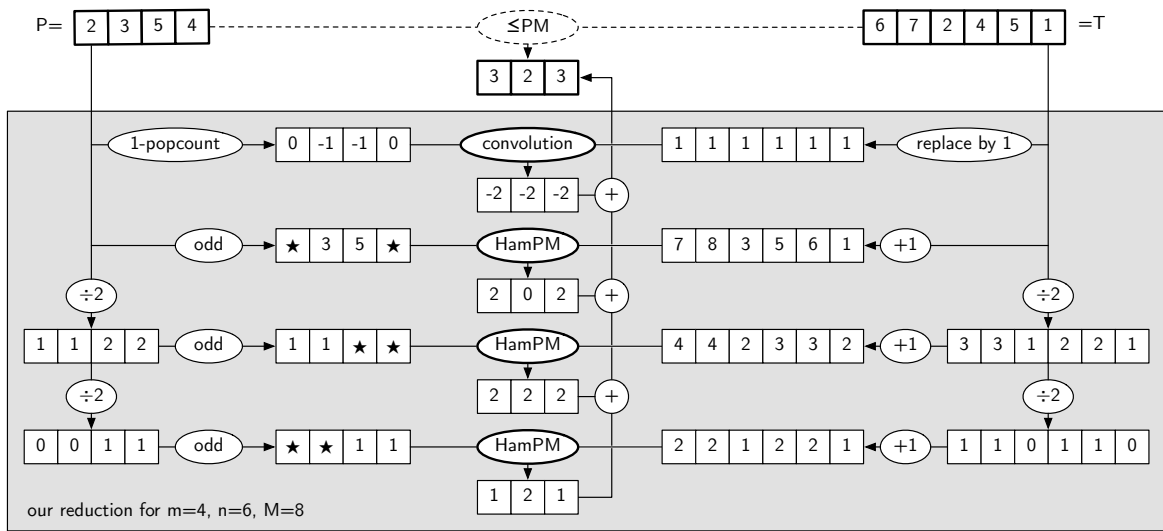 P= 2 3 5 4 ≤PM 6 7 2 4 5 1 =T
3 2 3
1-popcount 0 -1 -1 0 convolution 1 1 1 1 1 1 replace by 1
-2 -2 -2 +
odd ★ 3 5 ★ HamPM 7 8 3 5 6 1 +1
÷2 2 0 2 + ÷2
1 1 2 2 odd 1 1 ★ ★ HamPM 4 4 2 3 3 2 +1 3 3 1 2 2 1
÷2 2 2 2 + ÷2
0 0 1 1 odd ★ ★ 1 1 HamPM 2 2 1 2 2 1 +1 1 1 0 1 1 0
1 2 1
our reduction for m=4, n=6, M=8